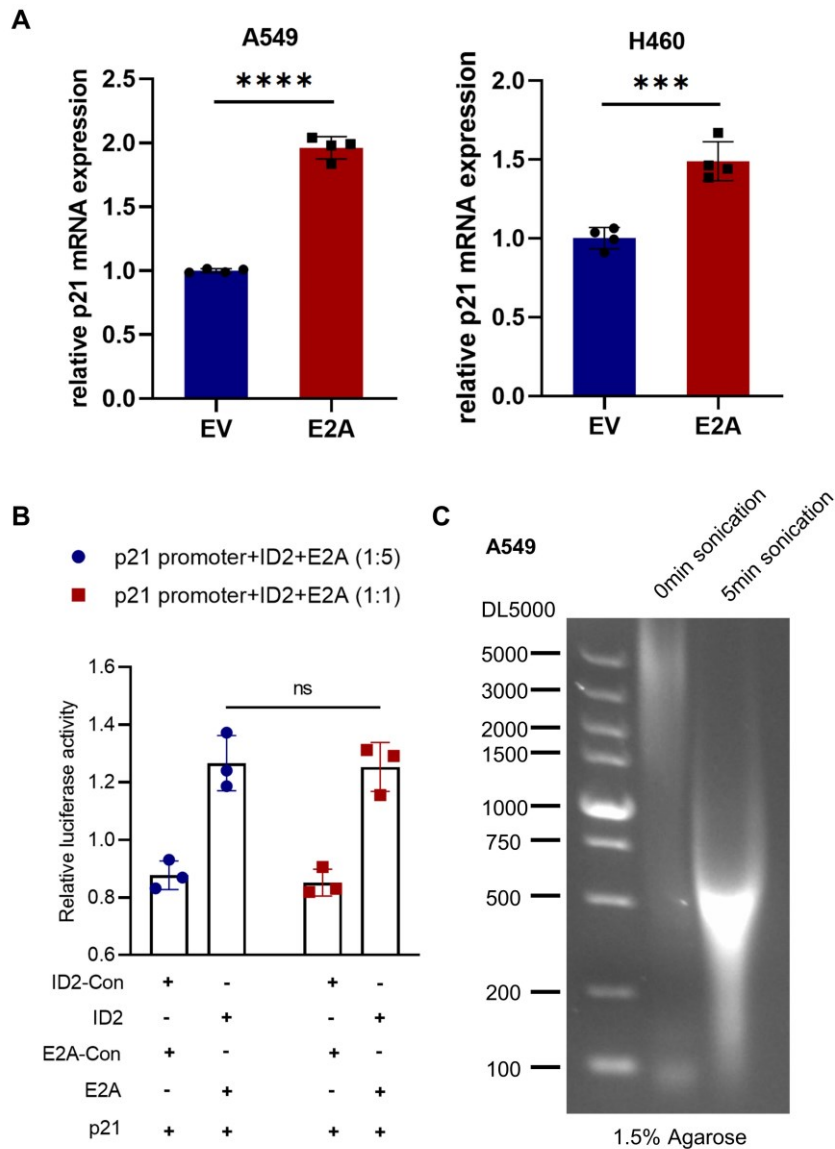 A
A549
relative p21 mRNA expression
2.5
2.0
1.5
1.0
0.5
0.0
****
EV
E2A
H460
relative p21 mRNA expression
2.0
1.5
1.0
0.5
0.0
***
EV
E2A
B
p21 promoter+ID2+E2A (1:5)
p21 promoter+ID2+E2A (1:1)
Relative luciferase activity
1.6
1.4
1.2
1.0
0.8
0.6
ns
ID2-Con + - + -
ID2 - + - +
E2A-Con + - + -
E2A - + - +
p21 + + + +
C
A549
0min sonication
5min sonication
DL5000
5000
3000
2000
1500
1000
750
500
200
100
1.5% Agarose